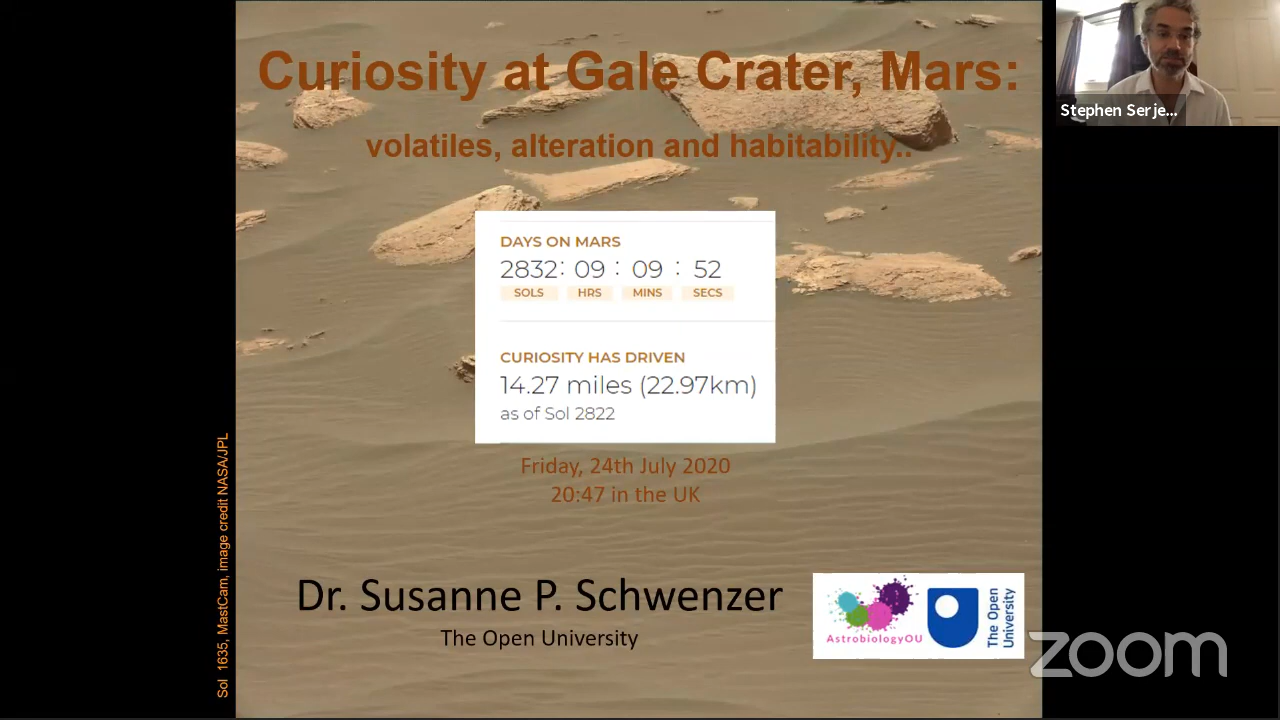 Curiosity at Gale Crater, Mars:
volatiles, alteration and habitability..
Stephen Serje...
DAYS ON MARS
2832: 09 : 09 : 52
SOLS HRS MINS SECS
CURIOSITY HAS DRIVEN
14.27 miles (22.97km)
as of Sol 2822
Friday, 24th July 2020
20:47 in the UK
Sol 1635, MastCam, image credit NASA/JPL
Dr. Susanne P. Schwenzer
The Open University
AstrobiologyOU
The Open
University
zoom